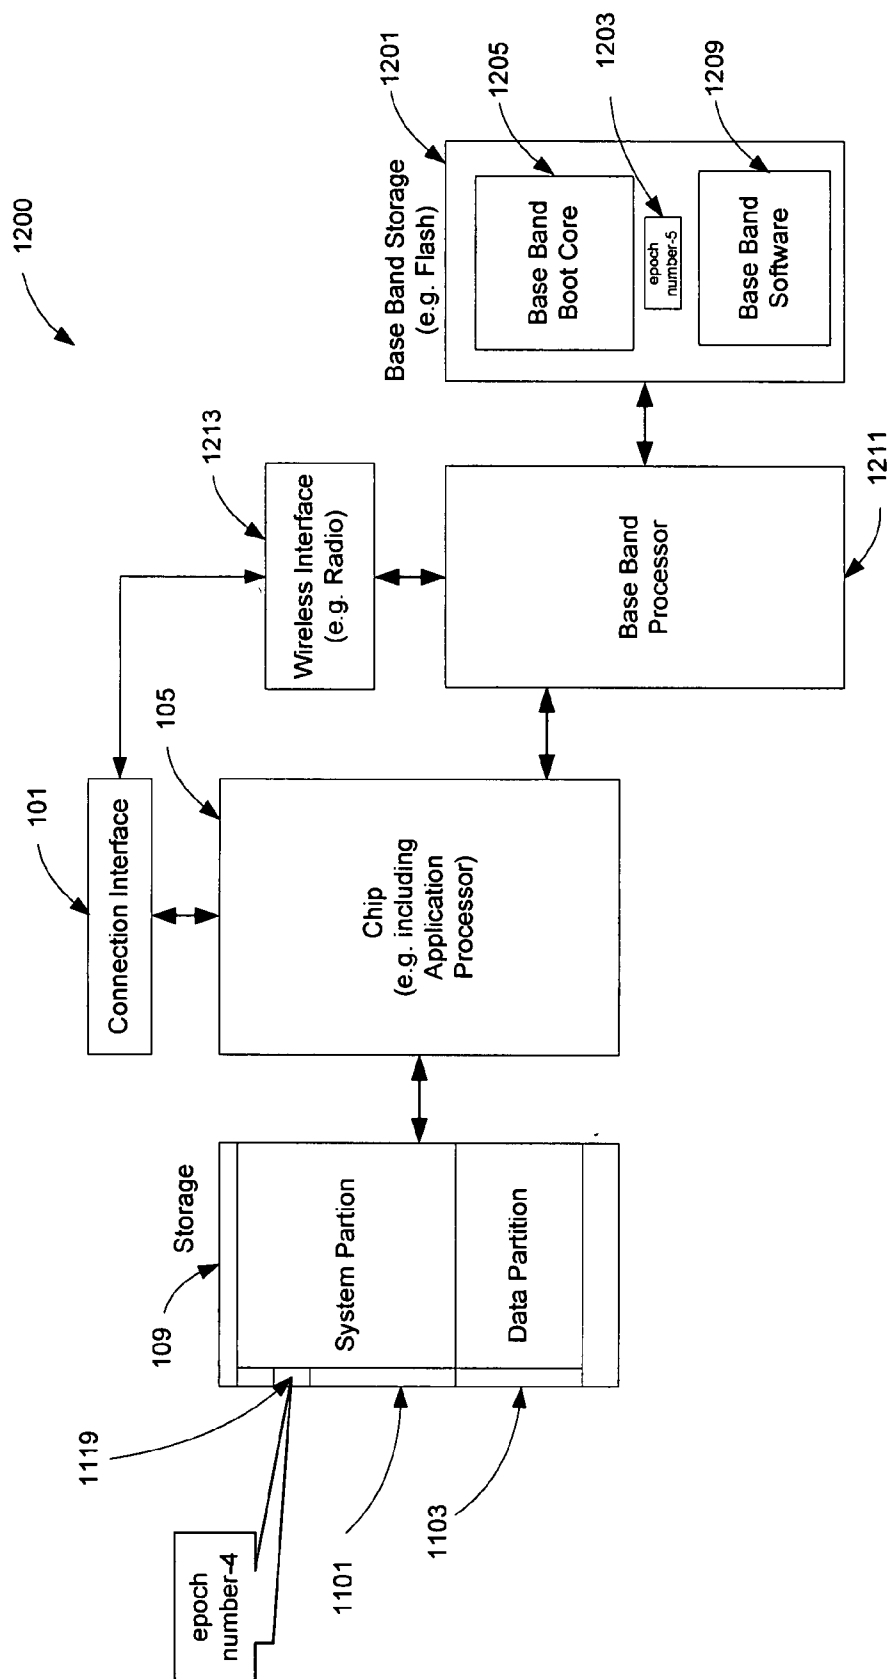 1200
101
Connection Interface
1213
Wireless Interface
(e.g. Radio)
105
Chip
(e.g. including
Application
Processor)
Storage
109
System Partion
Data Partition
1119
epoch
number-4
1101
1103
Base Band
Processor
1211
Base Band Storage
(e.g. Flash)
1201
Base Band
Boot Core
1205
epoch
number-5
1203
Base Band
Software
1209